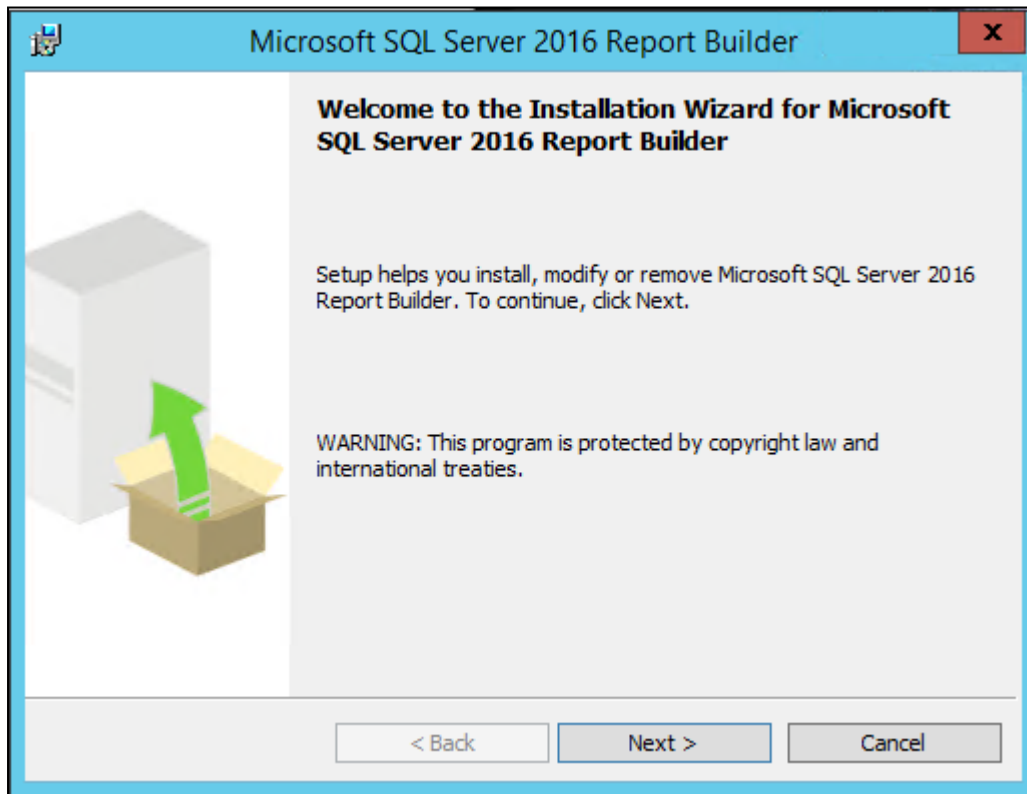 Microsoft SQL Server 2016 Report Builder
x
Welcome to the Installation Wizard for Microsoft
SQL Server 2016 Report Builder
Setup helps you install, modify or remove Microsoft SQL Server 2016
Report Builder. To continue, click Next.
WARNING: This program is protected by copyright law and
international treaties.
< Back
Next >
Cancel